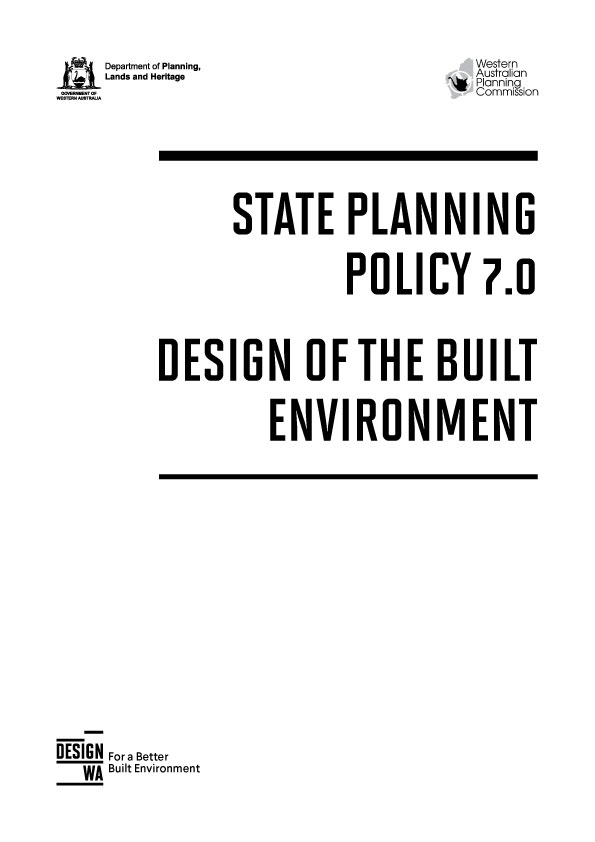 Department of Planning,
Lands and Heritage
GOVERNMENT OF
WESTERN AUSTRALIA
Western
Australian
Planning
Commission
STATE PLANNING
POLICY 7.0
DESIGN OF THE BUILT
ENVIRONMENT
DESIGN
WA
For a Better
Built Environment